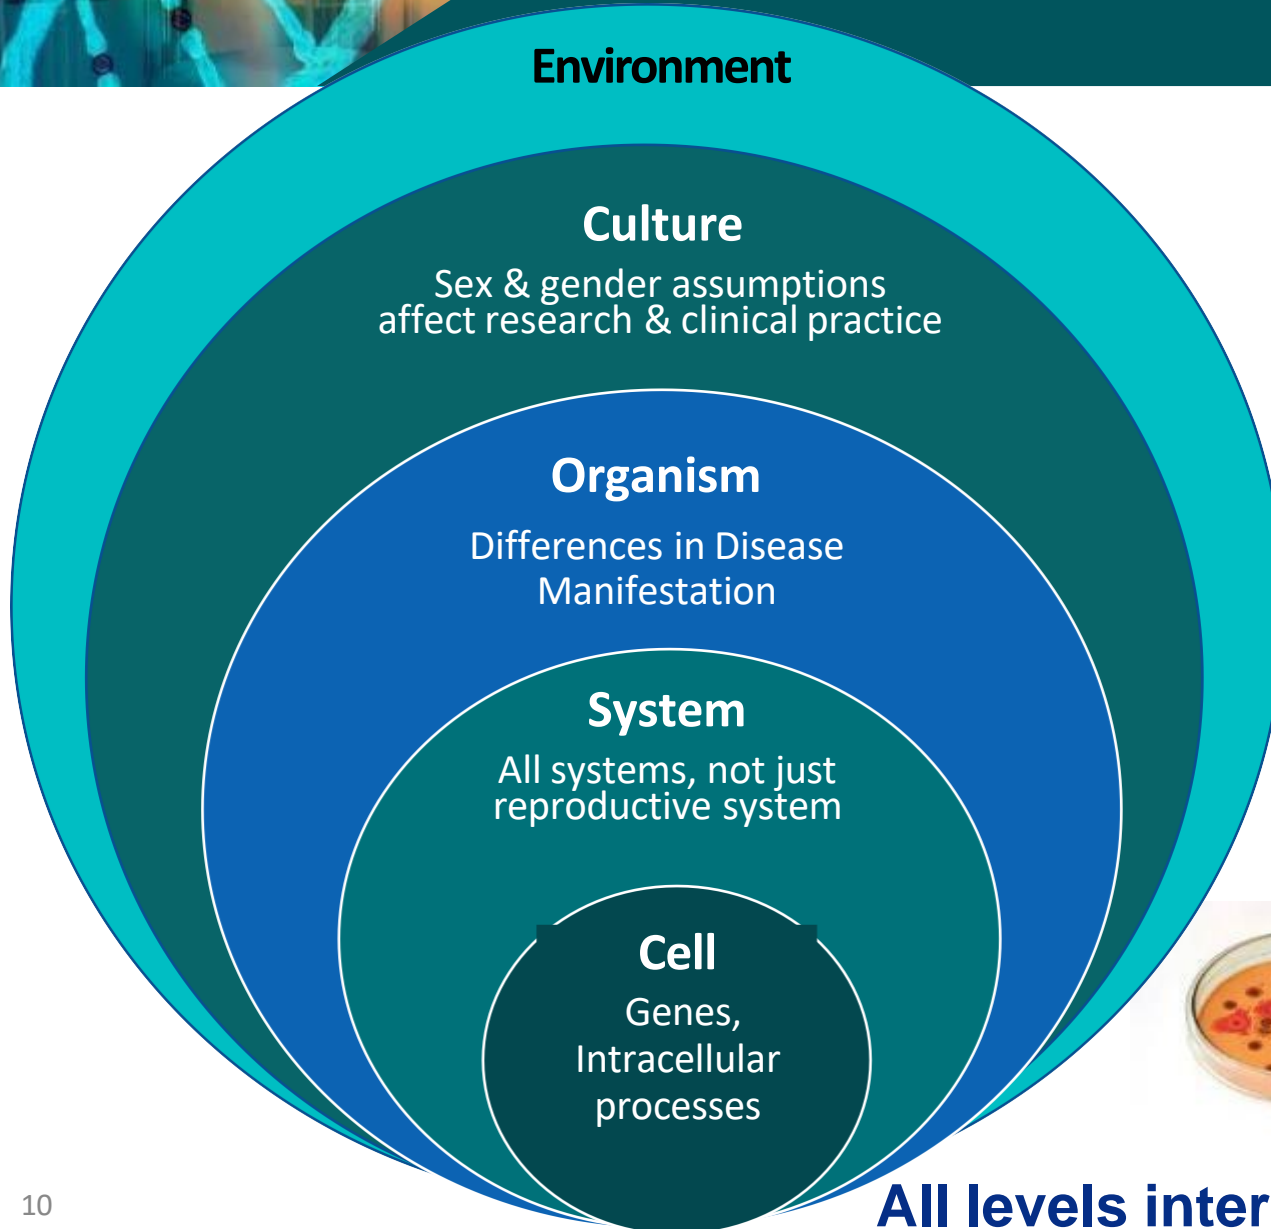 Environment
Culture
Sex & gender assumptions
affect research & clinical practice
Organism
Differences in Disease
Manifestation
System
All systems, not just
reproductive system
Cell
Genes,
Intracellular
processes
10
All levels inter